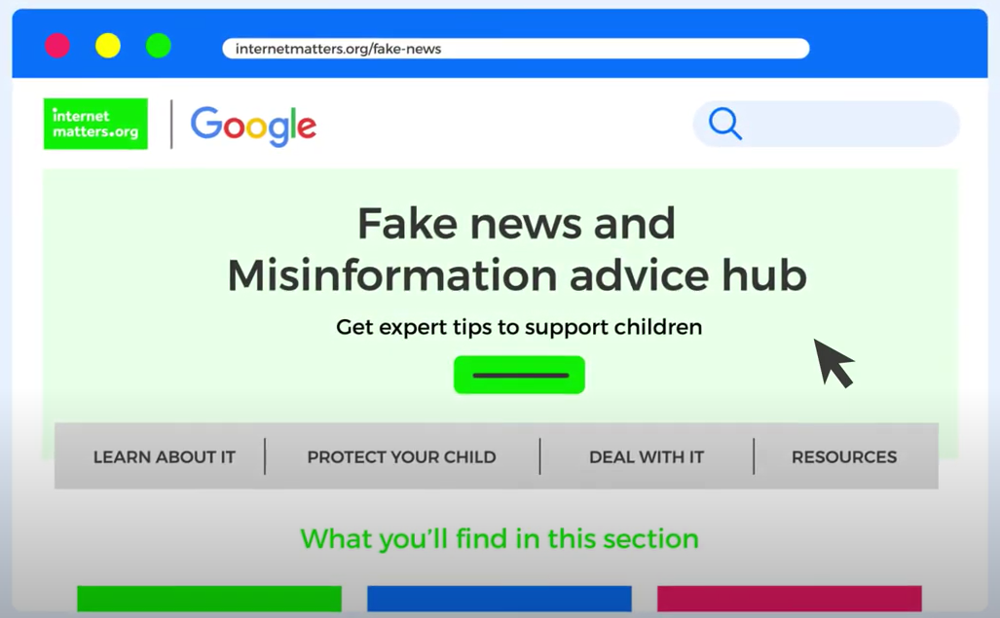 internetmatters.org/fake-news
internet
matters.org
Google
Fake news and
Misinformation advice hub
Get expert tips to support children
LEARN ABOUT IT
PROTECT YOUR CHILD
DEAL WITH IT
RESOURCES
What you'll find in this section